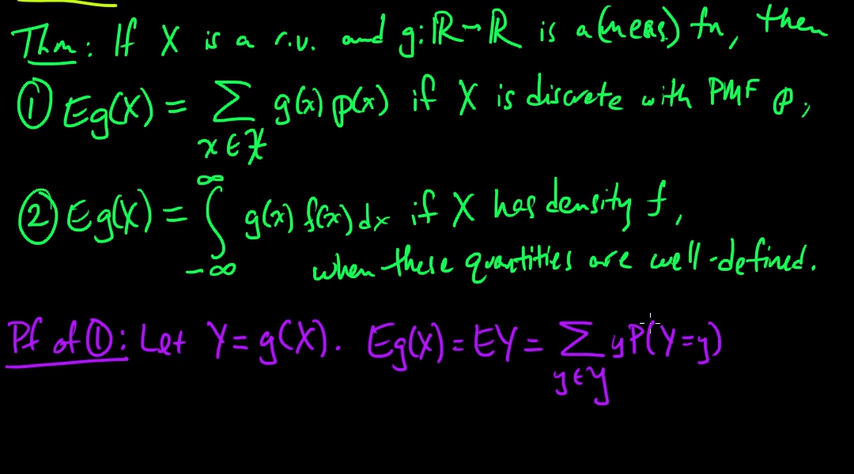 Thm: If X is a r.v. and g:ℝ→ℝ is a (meas) fn, then
① Eg(X) = ∑ g(x) p(x) if X is discrete with PMF p,
x ∈ 𝒳
② Eg(X) = ∫_{-∞}^{∞} g(x) f(x) dx if X has density f,
when these quantities are well-defined.
Pf of ①: Let Y = g(X). Eg(X) = EY = ∑ y P(Y=y)
y ∈ 𝒴